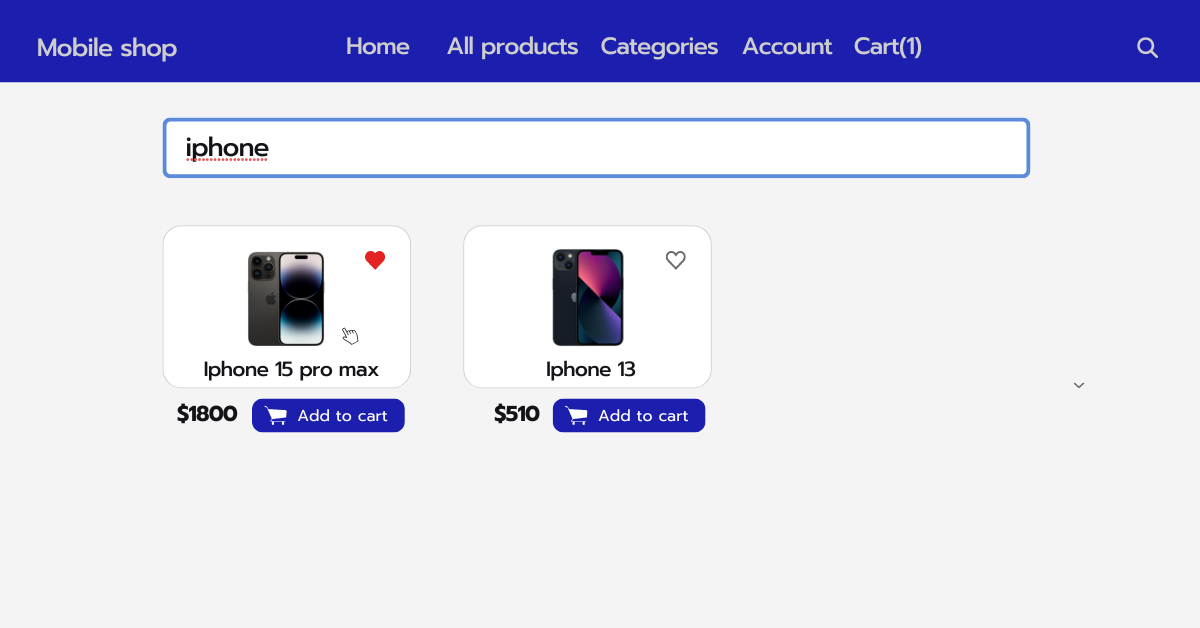 Mobile shop
Home All products Categories Account Cart(1)
iphone
Iphone 15 pro max
Iphone 13
$1800 Add to cart
$510 Add to cart